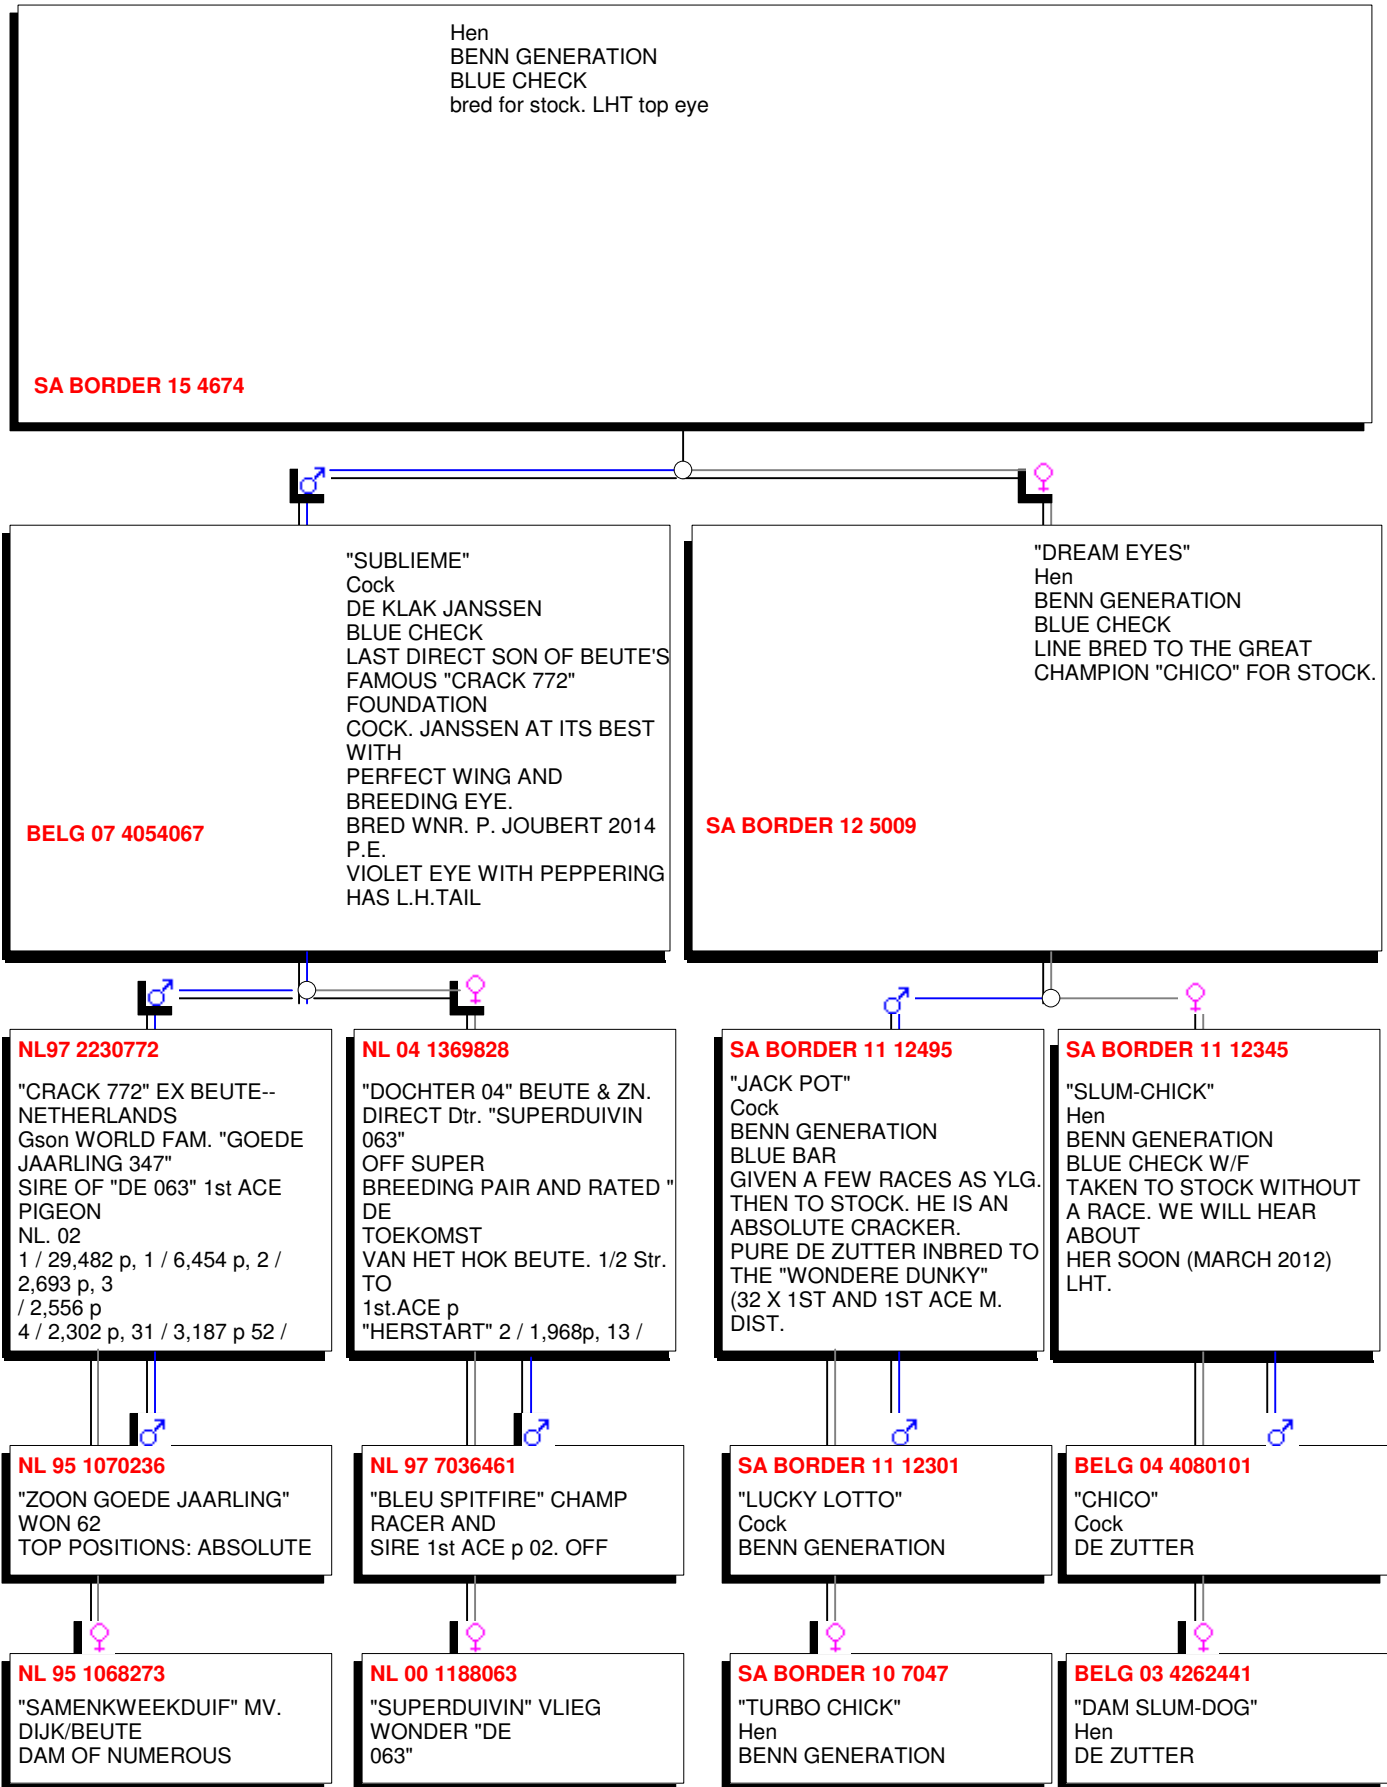 Hen
BENN GENERATION
BLUE CHECK
bred for stock. LHT top eye
SA BORDER 15 4674
"SUBLIEME"
Cock
DE KLAK JANSSEN
BLUE CHECK
LAST DIRECT SON OF BEUTE'S
FAMOUS "CRACK 772"
FOUNDATION
COCK. JANSSEN AT ITS BEST
WITH
PERFECT WING AND
BREEDING EYE.
BRED WNR. P. JOUBERT 2014
P.E.
VIOLET EYE WITH PEPPERING
HAS L.H.TAIL
BELG 07 4054067
"DREAM EYES"
Hen
BENN GENERATION
BLUE CHECK
LINE BRED TO THE GREAT
CHAMPION "CHICO" FOR STOCK.
SA BORDER 12 5009
NL97 2230772
"CRACK 772" EX BEUTE--
NETHERLANDS
Gson WORLD FAM. "GOEDE
JAARLING 347"
SIRE OF "DE 063" 1st ACE
PIGEON
NL. 02
1 / 29,482 p, 1 / 6,454 p, 2 /
2,693 p, 3
/ 2,556 p
4 / 2,302 p, 31 / 3,187 p 52 /
NL 04 1369828
"DOCHTER 04" BEUTE & ZN.
DIRECT Dtr. "SUPERDUIVIN
063"
OFF SUPER
BREEDING PAIR AND RATED "
DE
TOEKOMST
VAN HET HOK BEUTE. 1/2 Str.
TO
1st.ACE p
"HERSTART" 2 / 1,968p, 13 /
SA BORDER 11 12495
"JACK POT"
Cock
BENN GENERATION
BLUE BAR
GIVEN A FEW RACES AS YLG.
THEN TO STOCK. HE IS AN
ABSOLUTE CRACKER.
PURE DE ZUTTER INBRED TO
THE "WONDERE DUNKY"
(32 X 1ST AND 1ST ACE M.
DIST.
SA BORDER 11 12345
"SLUM-CHICK"
Hen
BENN GENERATION
BLUE CHECK W/F
TAKEN TO STOCK WITHOUT
A RACE. WE WILL HEAR
ABOUT
HER SOON (MARCH 2012)
LHT.
NL 95 1070236
"ZOON GOEDE JAARLING"
WON 62
TOP POSITIONS: ABSOLUTE
NL 97 7036461
"BLEU SPITFIRE" CHAMP
RACER AND
SIRE 1st ACE p 02. OFF
SA BORDER 11 12301
"LUCKY LOTTO"
Cock
BENN GENERATION
BELG 04 4080101
"CHICO"
Cock
DE ZUTTER
NL 95 1068273
"SAMENKWEEKDUIF" MV.
DIJK/BEUTE
DAM OF NUMEROUS
NL 00 1188063
"SUPERDUIVIN" VLIEG
WONDER "DE
063"
SA BORDER 10 7047
"TURBO CHICK"
Hen
BENN GENERATION
BELG 03 4262441
"DAM SLUM-DOG"
Hen
DE ZUTTER